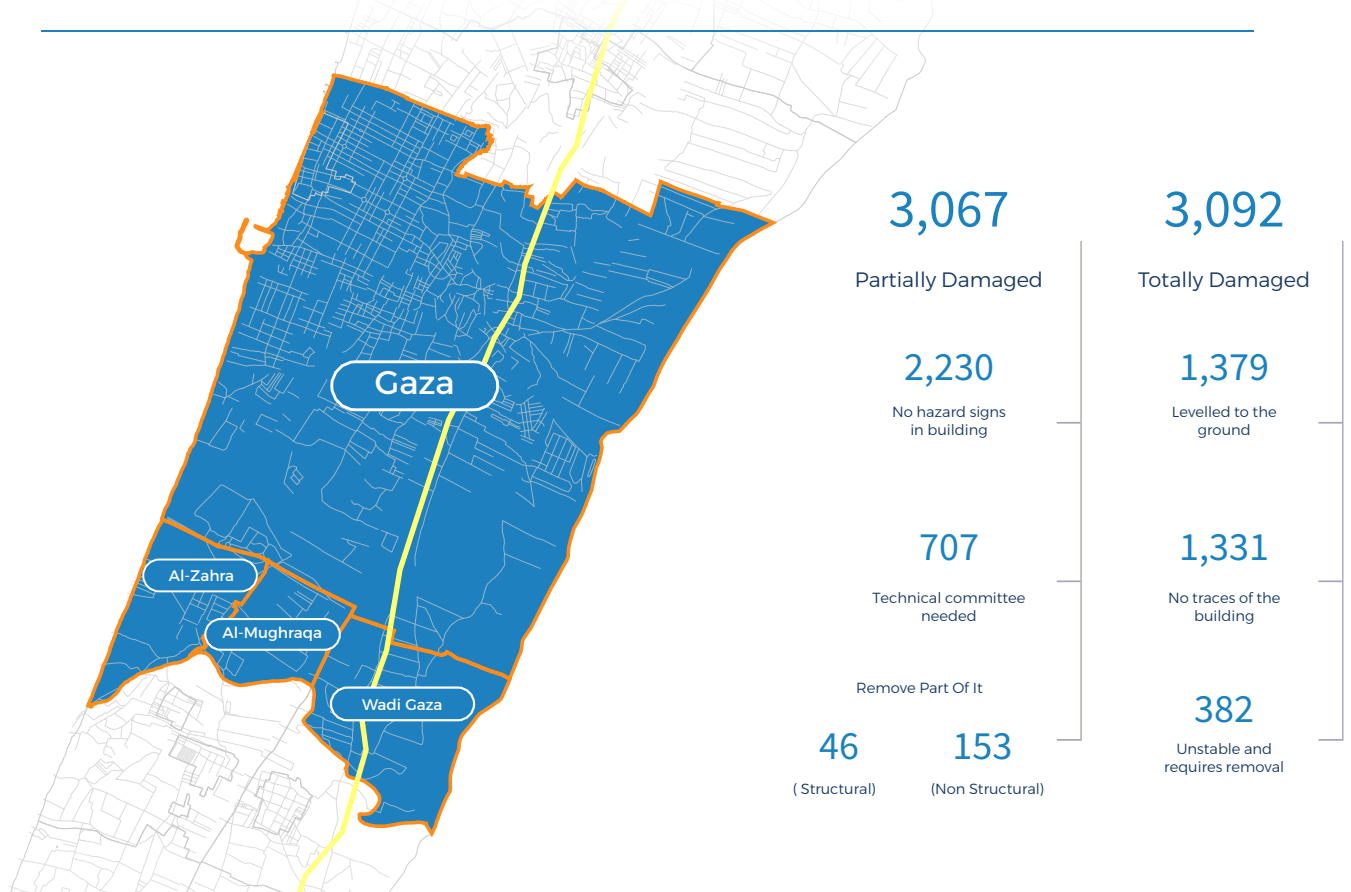 Gaza
Al-Zahra
Al-Mughraqa
Wadi Gaza
3,067
Partially Damaged
2,230
No hazard signs
in building
707
Technical committee
needed
Remove Part Of It
46
( Structural)
153
(Non Structural)
3,092
Totally Damaged
1,379
Levelled to the
ground
1,331
No traces of the
building
382
Unstable and
requires removal